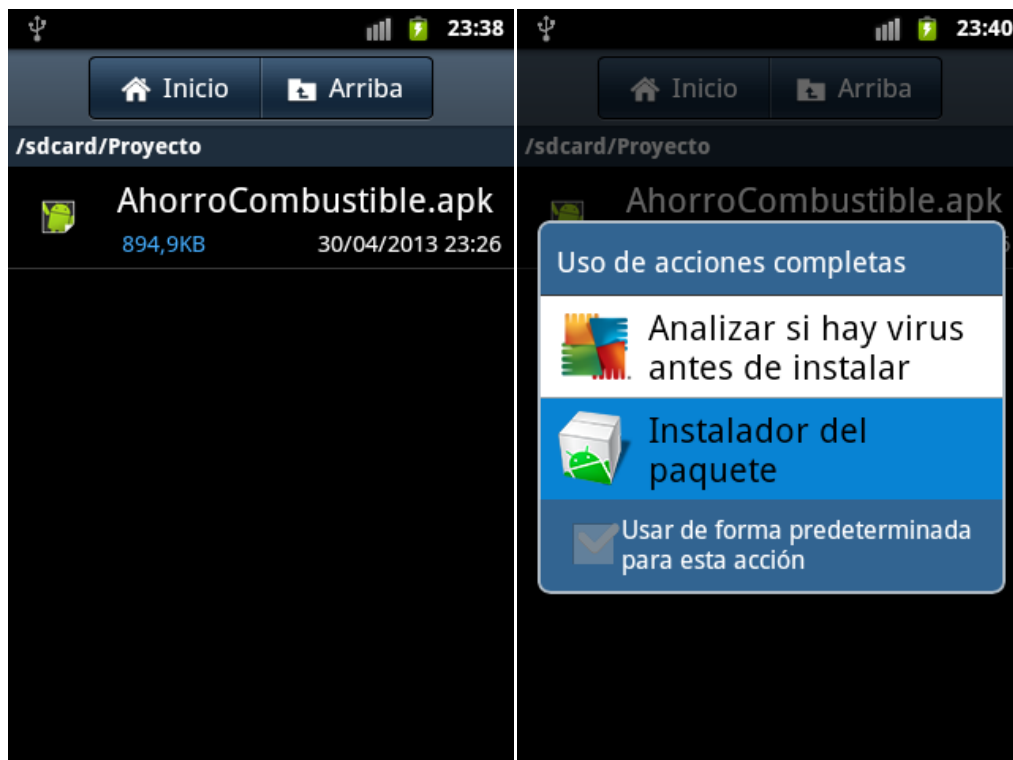 23:38
Inicio
Arriba
/sdcard/Proyecto
AhorroCombustible.apk
894,9KB
30/04/2013 23:26
23:40
Inicio
Arriba
/sdcard/Proyecto
AhorroCombustible.apk
Uso de acciones completas
Analizar si hay virus
antes de instalar
Instalador del
paquete
Usar de forma predeterminada
para esta acción